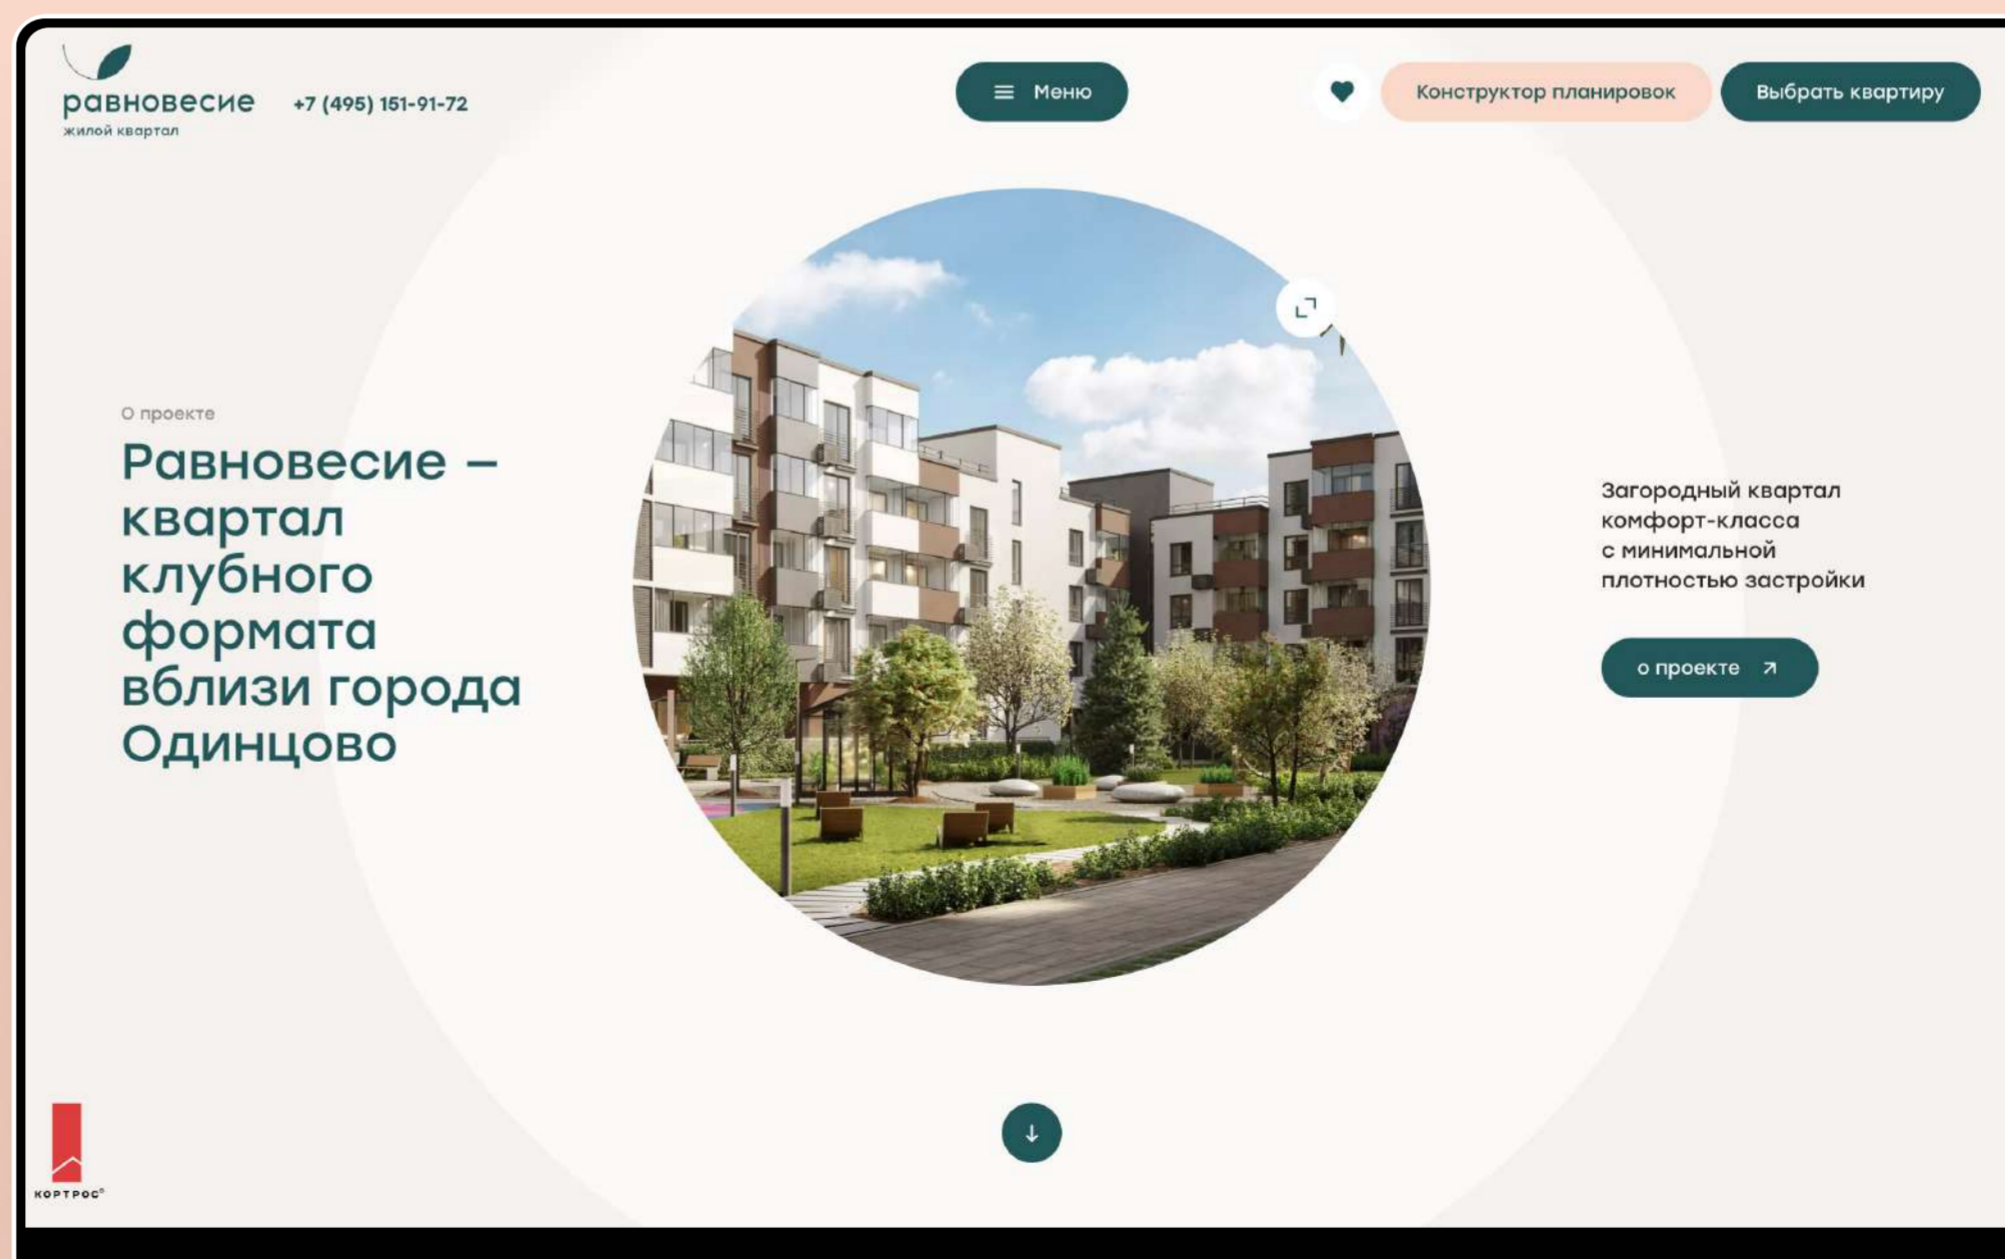 равновесие
жилой квартал
+7 (495) 151-91-72
Меню
Конструктор планировок
Выбрать квартиру
О проекте
Равновесие –
квартал
клубного
формата
вблизи города
Одинцово
Загородный квартал
комфорт-класса
с минимальной
плотностью застройки
о проекте
КОРТРОС®